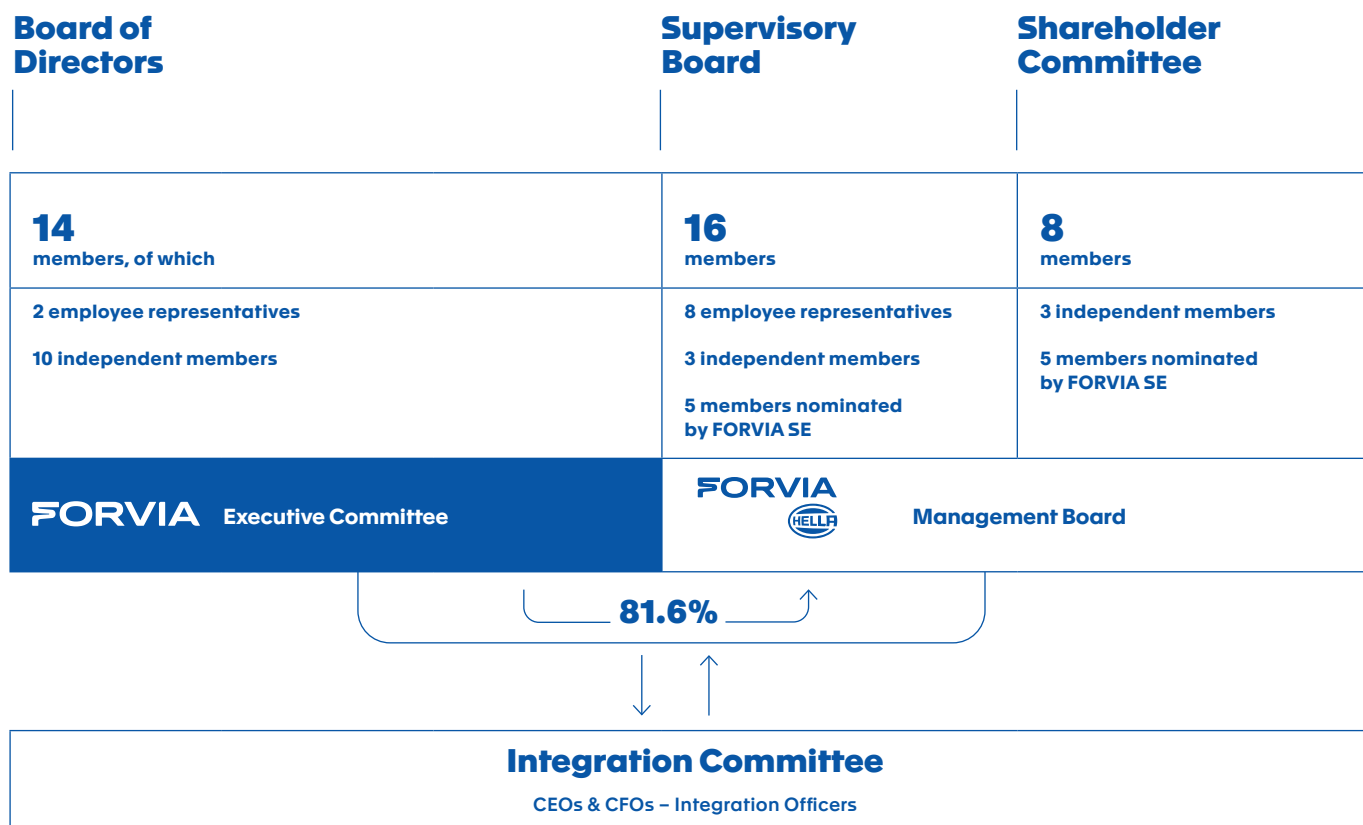 Board of
Directors
Supervisory
Board
Shareholder
Committee
14
members, of which
16
members
8
members
2 employee representatives
10 independent members
8 employee representatives
3 independent members
5 members nominated
by FORVIA SE
3 independent members
5 members nominated
by FORVIA SE
FORVIA Executive Committee
FORVIA
HELLA
Management Board
81.6%
Integration Committee
CEOs & CFOs – Integration Officers